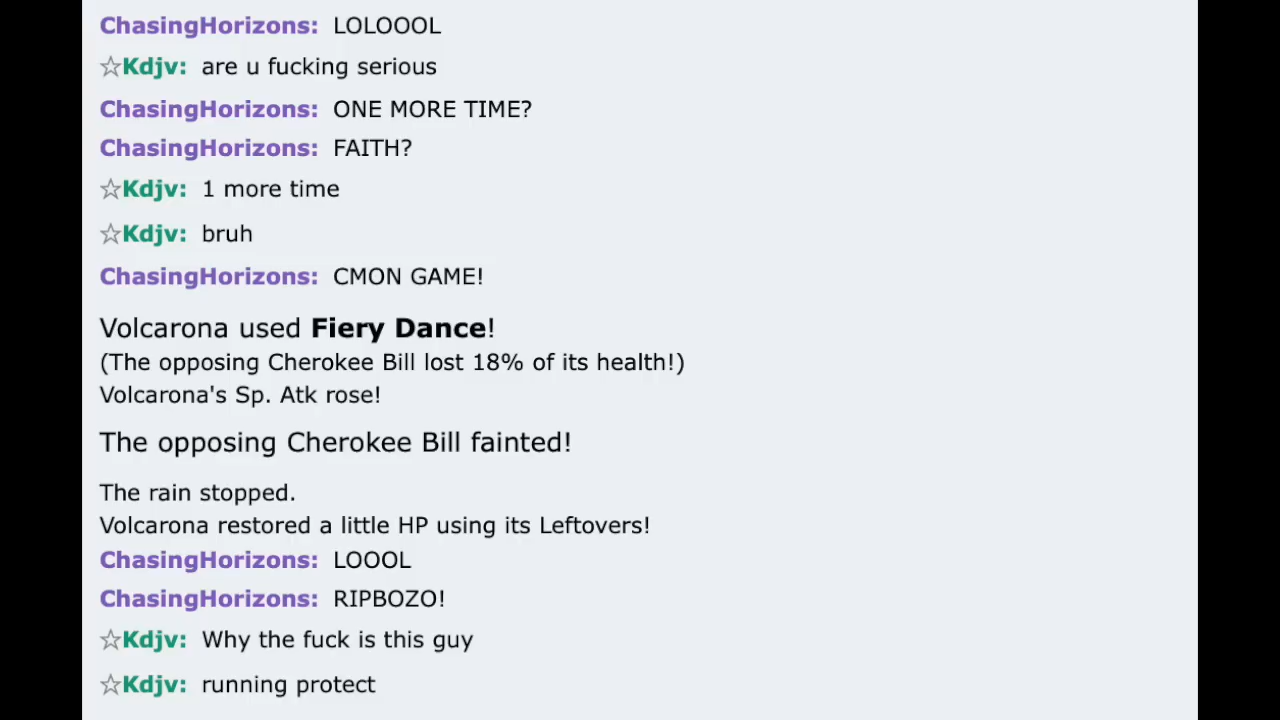 ChasingHorizons: LOLOOOL
☆Kdjv: are u fucking serious
ChasingHorizons: ONE MORE TIME?
ChasingHorizons: FAITH?
☆Kdjv: 1 more time
☆Kdjv: bruh
ChasingHorizons: CMON GAME!
Volcarona used Fiery Dance!
(The opposing Cherokee Bill lost 18% of its health!)
Volcarona's Sp. Atk rose!
The opposing Cherokee Bill fainted!
The rain stopped.
Volcarona restored a little HP using its Leftovers!
ChasingHorizons: LOOOL
ChasingHorizons: RIPBOZO!
☆Kdjv: Why the fuck is this guy
☆Kdjv: running protect